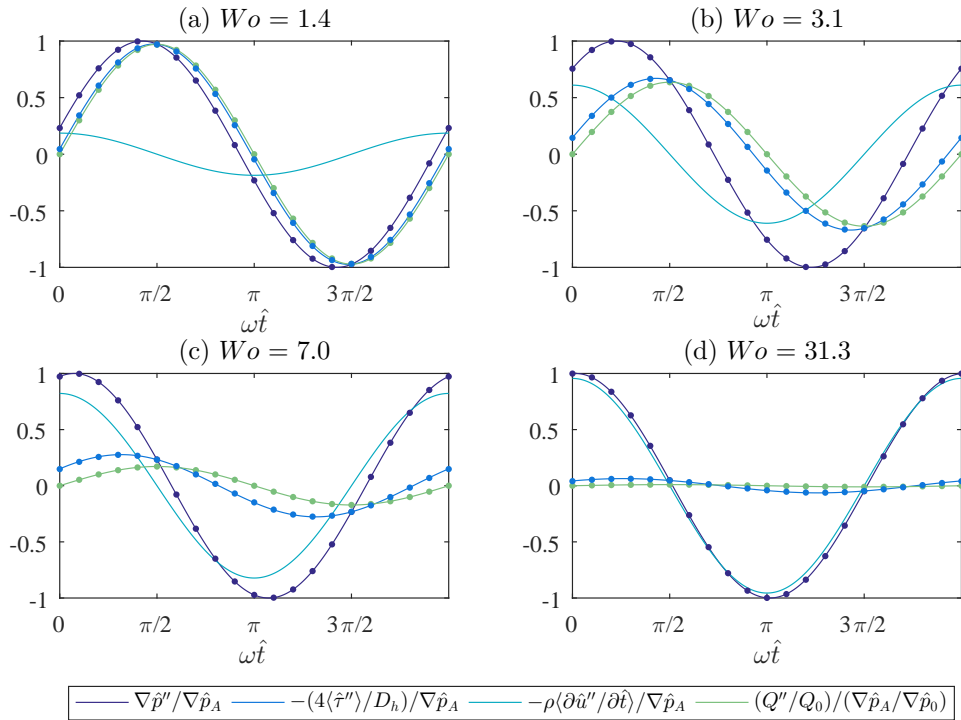 (a) Wo = 1.4
(b) Wo = 3.1
1
0.5
0
-0.5
-1
0 π/2 π 3π/2
ωt̂
1
0.5
0
-0.5
-1
0 π/2 π 3π/2
ωt̂
(c) Wo = 7.0
(d) Wo = 31.3
1
0.5
0
-0.5
-1
0 π/2 π 3π/2
ωt̂
1
0.5
0
-0.5
-1
0 π/2 π 3π/2
ωt̂
∇p̂″/∇p̂_A −(4⟨τ̂″⟩/D_h)/∇p̂_A −ρ⟨∂û″/∂t̂⟩/∇p̂_A (Q″/Q_0)/(∇p̂_A/∇p̂_0)